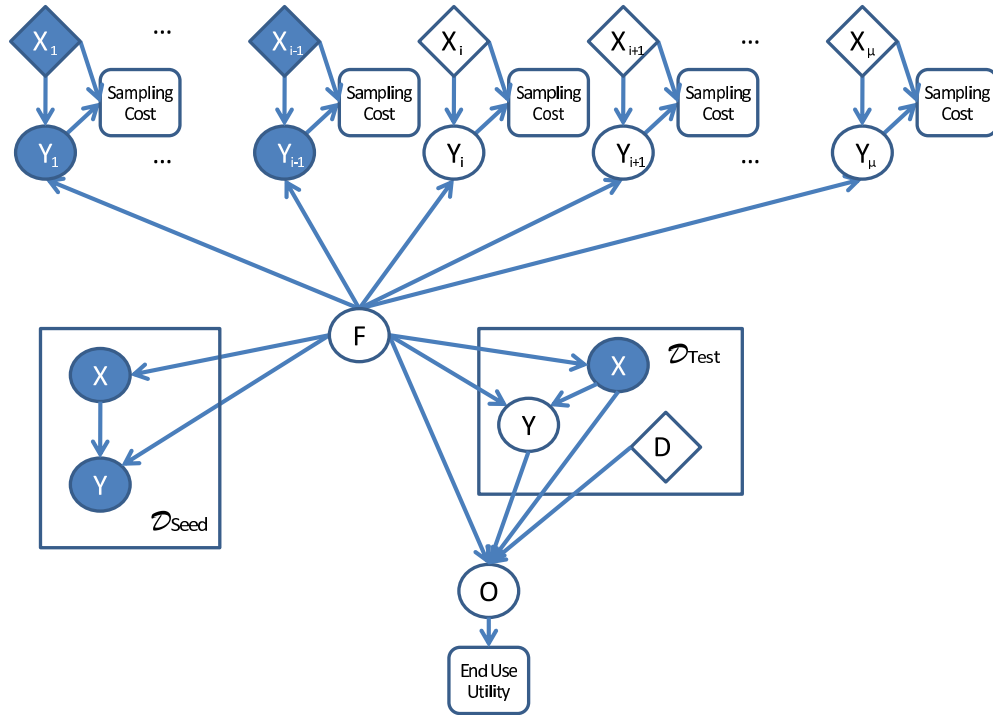 X1 ... Xi-1 Xi Xi+1 ... Xμ
Sampling Cost Sampling Cost Sampling Cost Sampling Cost Sampling Cost
Y1 ... Yi-1 Yi Yi+1 ... Yμ
F
X
Y
𝒟Seed
X
𝒟Test
Y
D
O
End Use
Utility